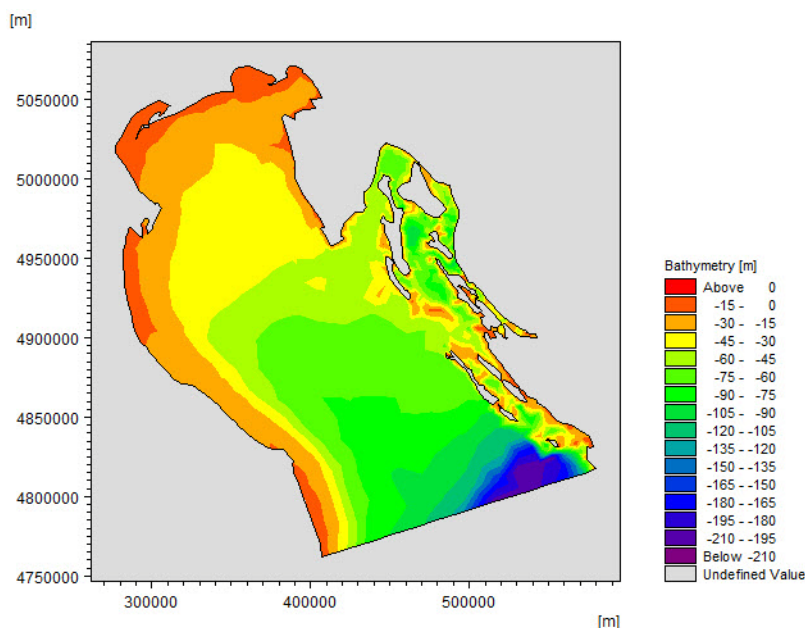 [m]
5050000
5000000
4950000
4900000
4850000
4800000
4750000
300000 400000 500000
[m]
Bathymetry [m]
Above 0
-15 - 0
-30 - -15
-45 - -30
-60 - -45
-75 - -60
-90 - -75
-105 - -90
-120 - -105
-135 - -120
-150 - -135
-165 - -150
-180 - -165
-195 - -180
-210 - -195
Below -210
Undefined Value